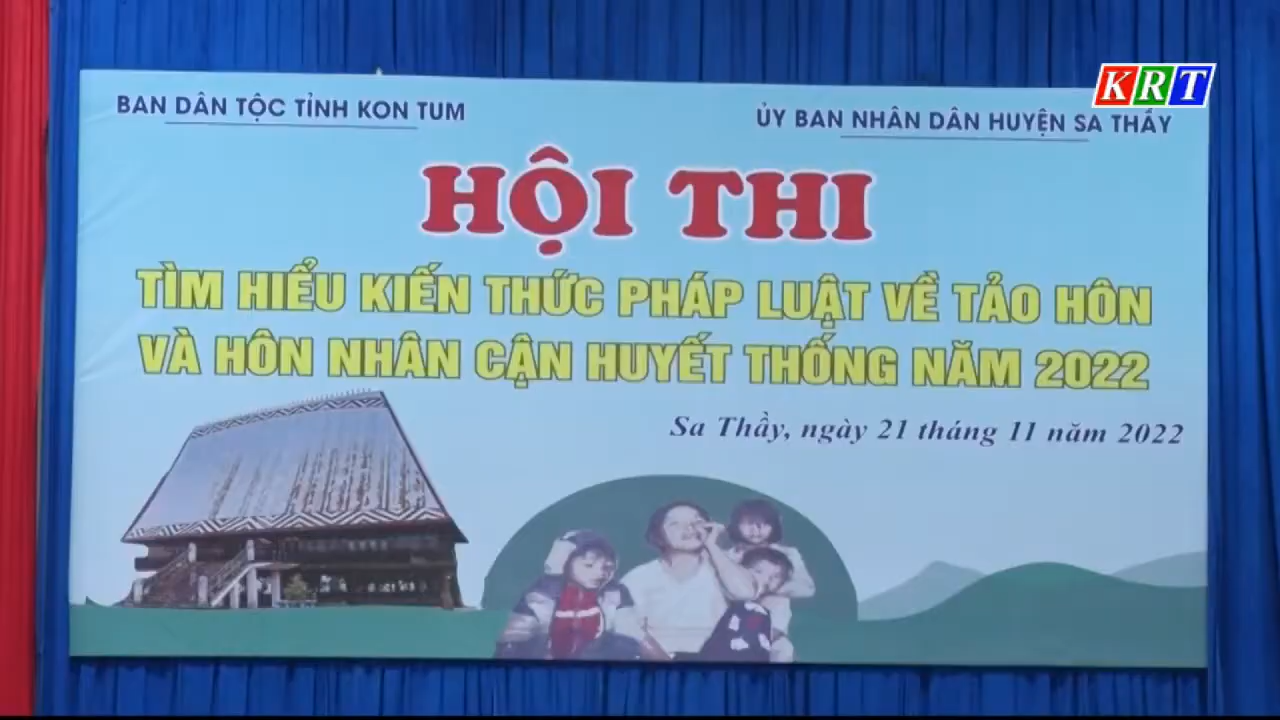 KRT
BAN DÂN TỘC TỈNH KON TUM
ỦY BAN NHÂN DÂN HUYỆN SA THẦY
HỘI THI
TÌM HIỂU KIẾN THỨC PHÁP LUẬT VỀ TẢO HÔN
VÀ HÔN NHÂN CẬN HUYẾT THỐNG NĂM 2022
Sa Thầy, ngày 21 tháng 11 năm 2022